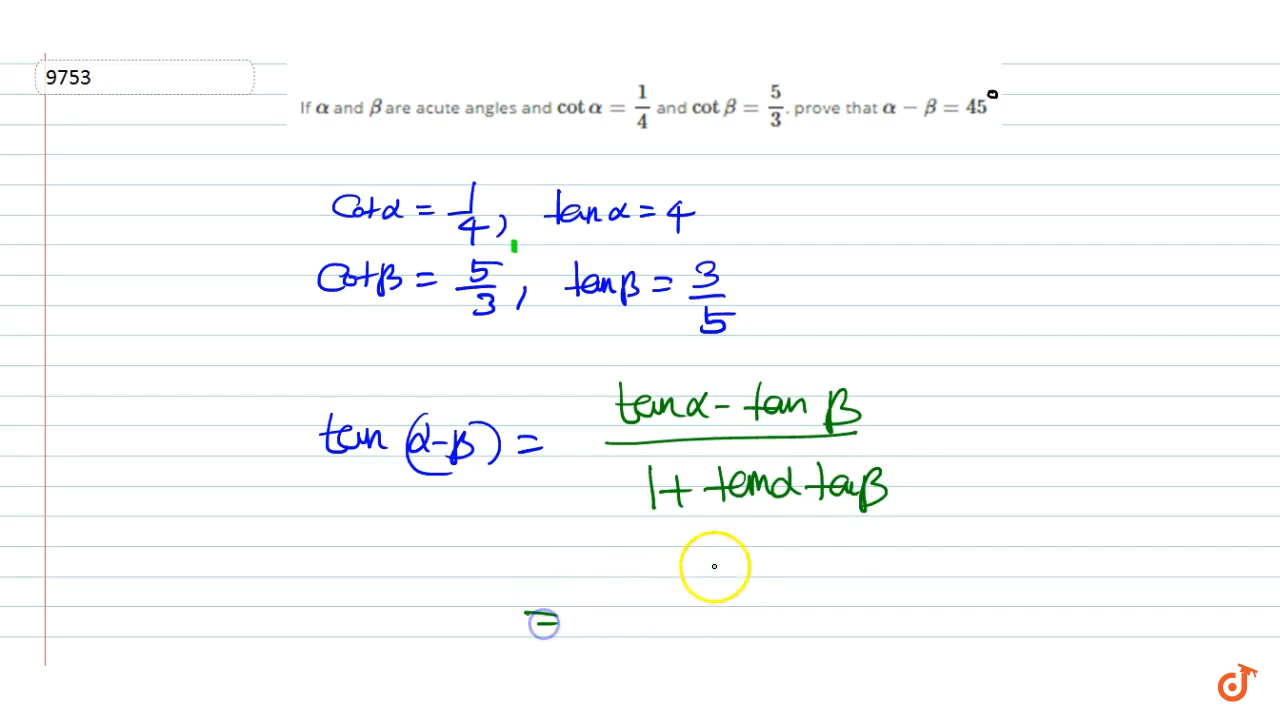 9753
If α and β are acute angles and cot α = 1/4 and cot β = 5/3. prove that α − β = 45°
Cotα = 1/4, tanα = 4
Cotβ = 5/3, tanβ = 3/5
tan (α-β) = (tanα - tan β)/(1 + tanα tanβ)
=